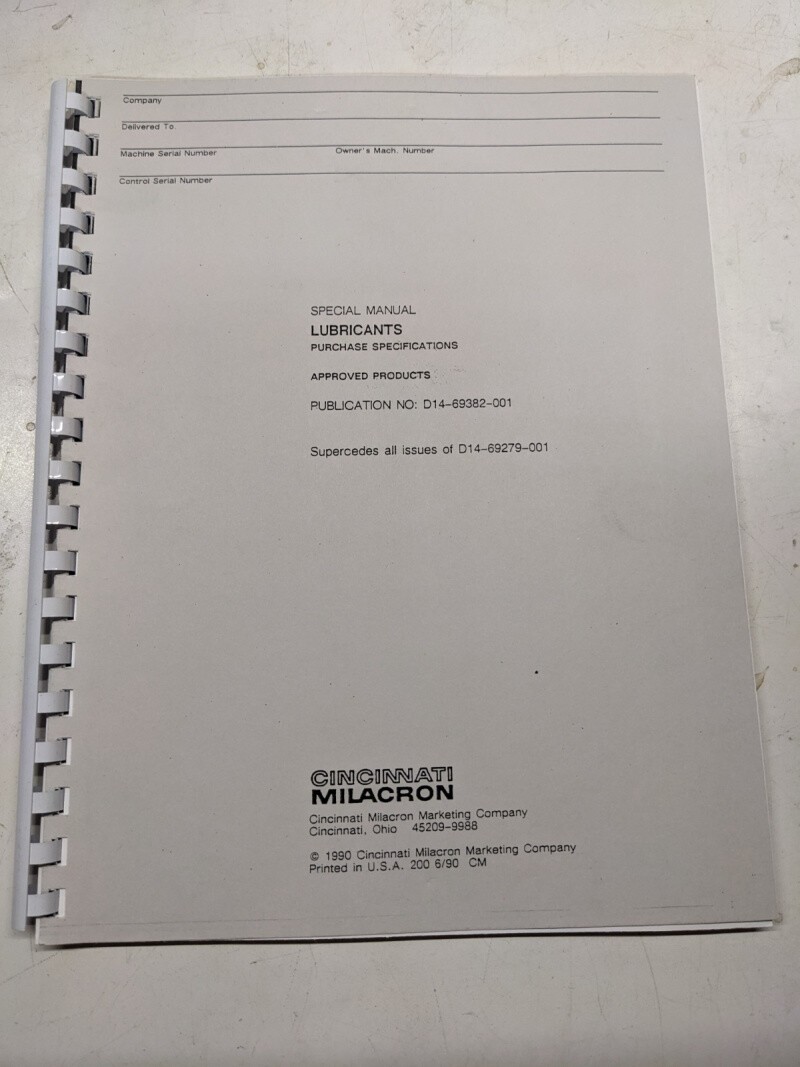 Company
Delivered To.
Machine Serial Number Owner's Mach. Number
Control Serial Number
SPECIAL MANUAL
LUBRICANTS
PURCHASE SPECIFICATIONS
APPROVED PRODUCTS
PUBLICATION NO: D14-69382-001
Supercedes all issues of D14-69279-001
CINCINNATI
MILACRON
Cincinnati Milacron Marketing Company
Cincinnati, Ohio 45209-9988
© 1990 Cincinnati Milacron Marketing Company
Printed in U.S.A. 200 6/90 CM